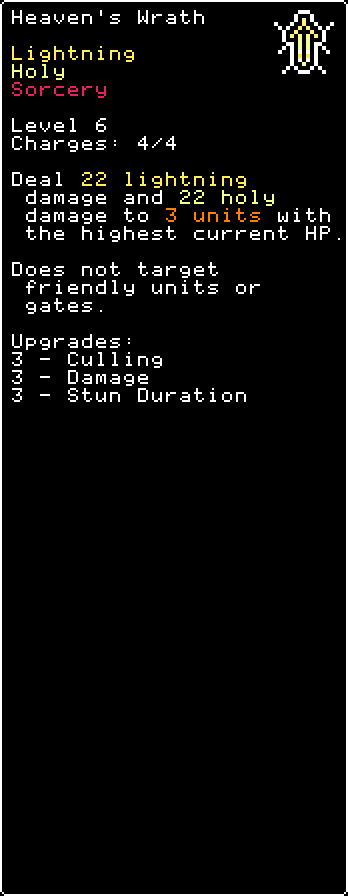 Heaven's Wrath
Lightning
Holy
Sorcery
Level 6
Charges: 4/4
Deal 22 lightning
damage and 22 holy
damage to 3 units with
the highest current HP.
Does not target
friendly units or
gates.
Upgrades:
3 - Culling
3 - Damage
3 - Stun Duration